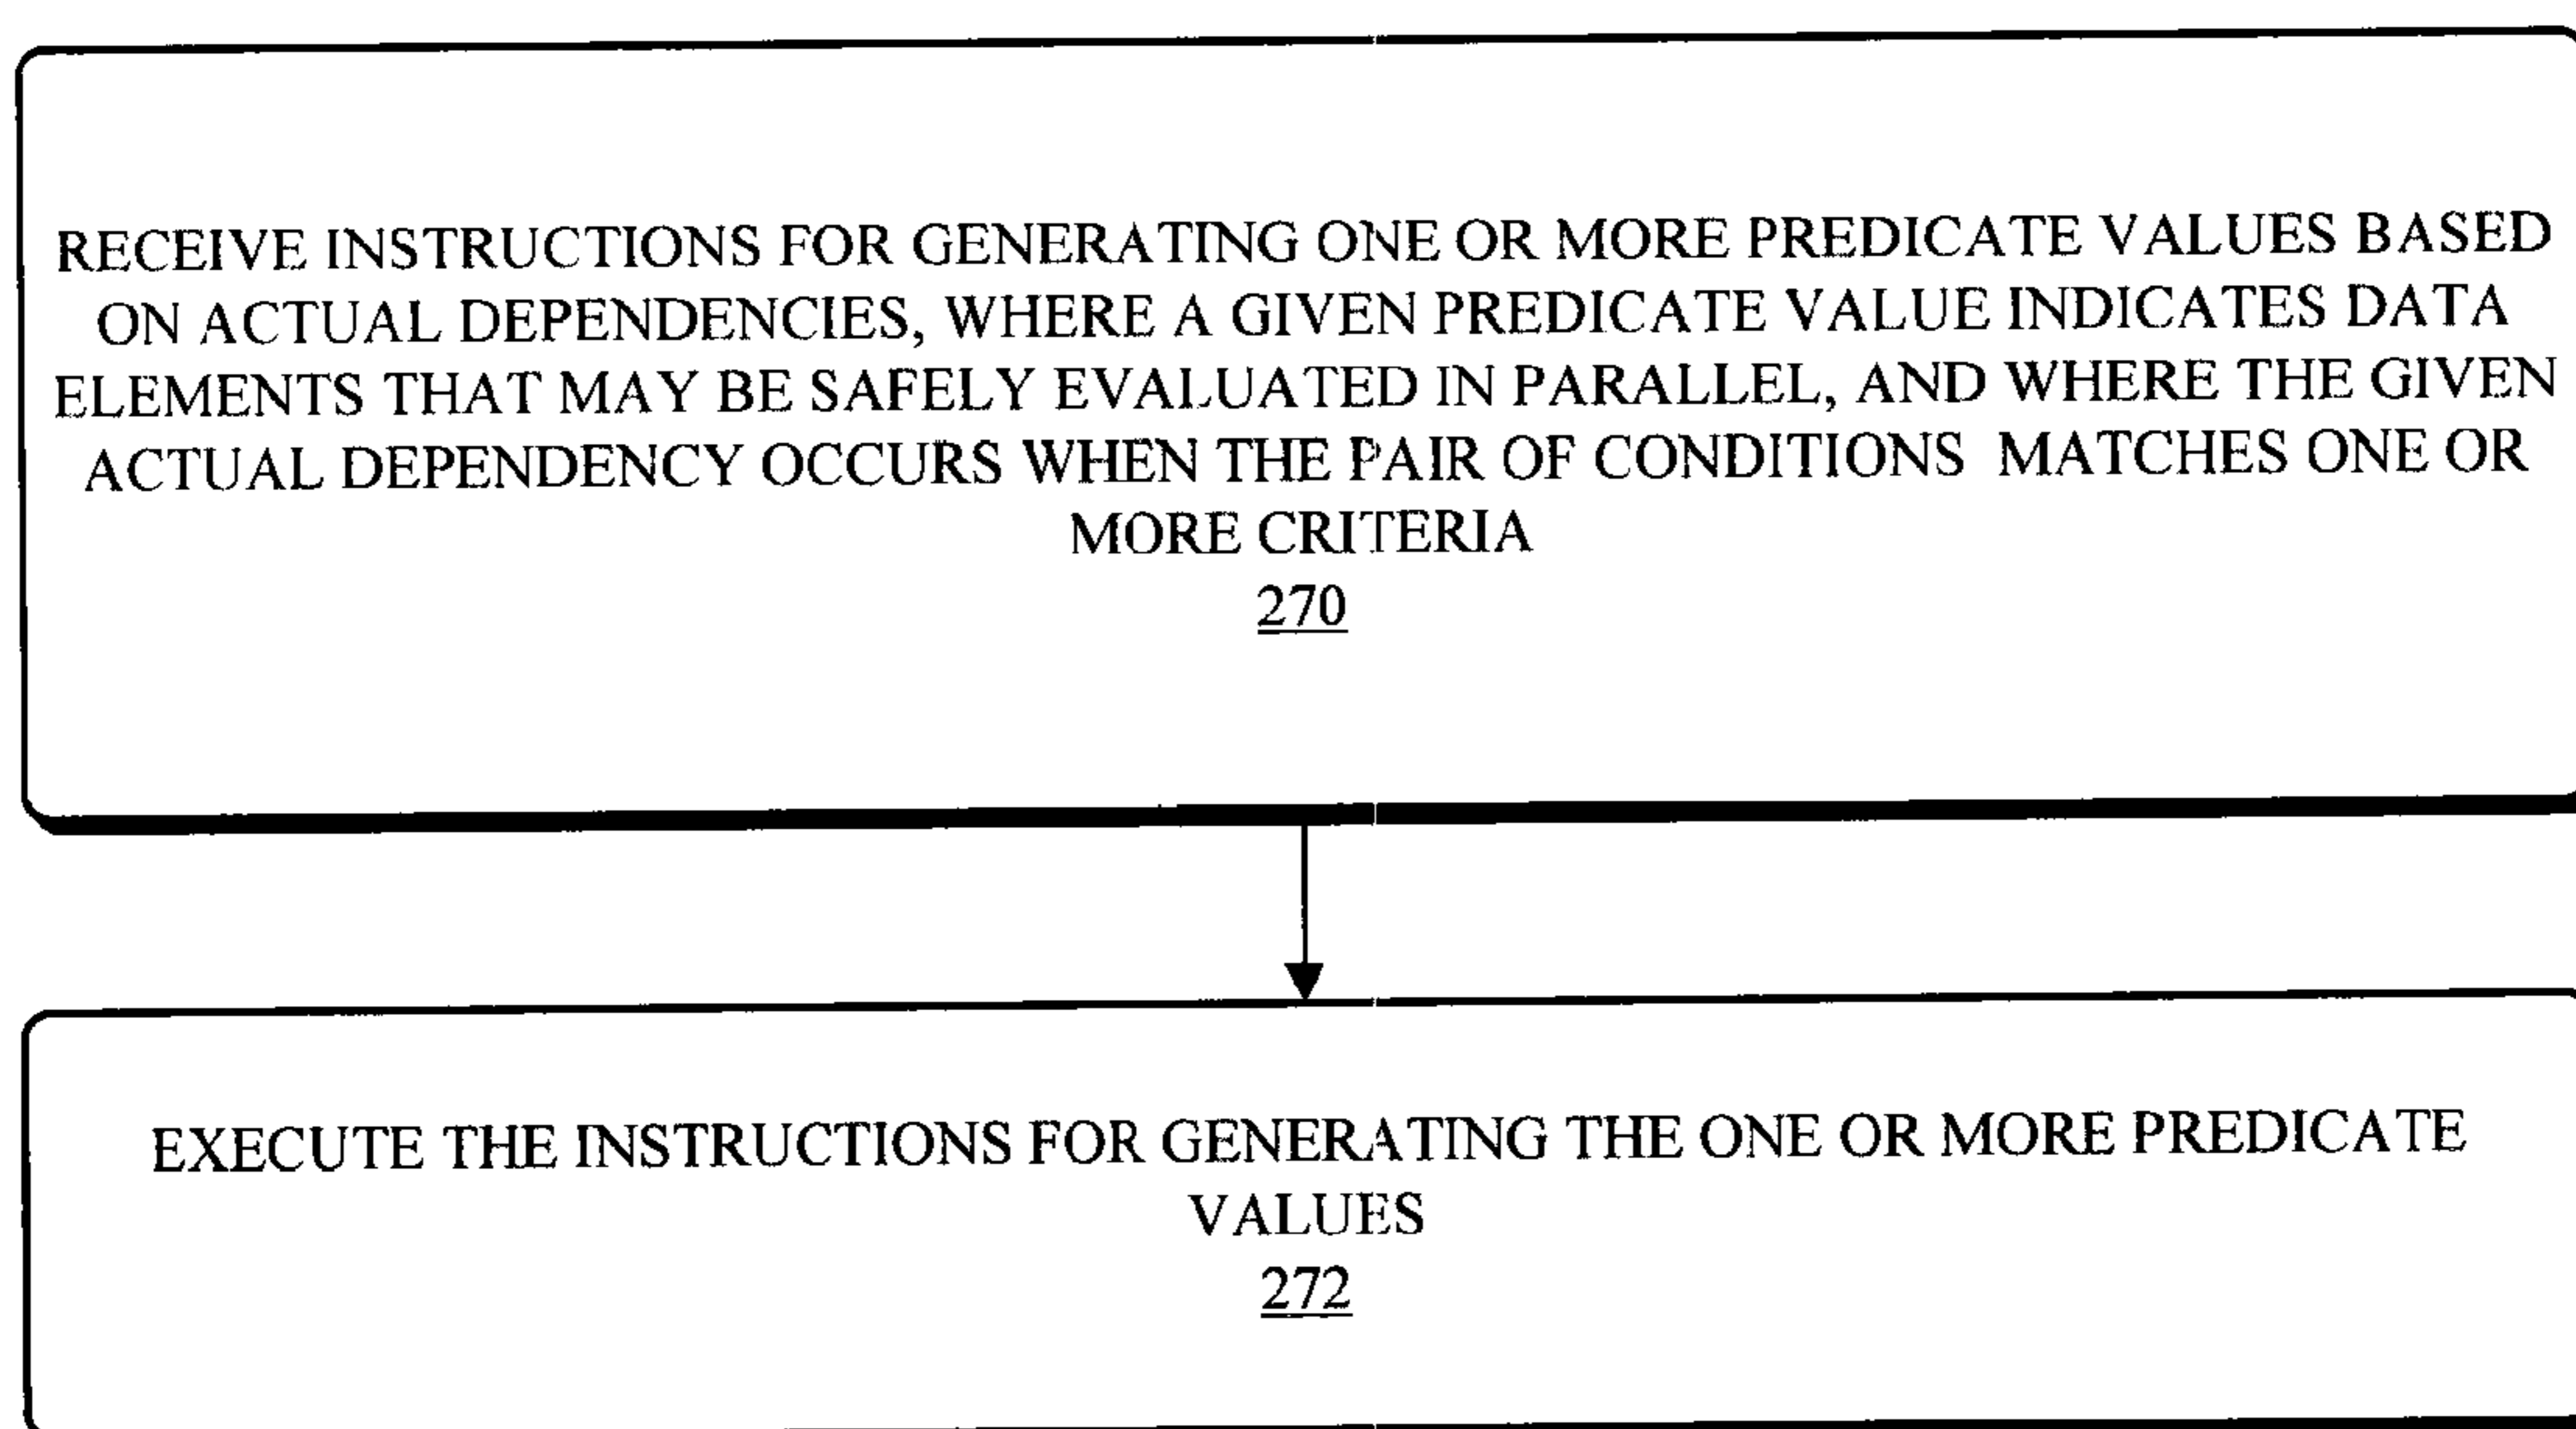 RECEIVE INSTRUCTIONS FOR GENERATING ONE OR MORE PREDICATE VALUES BASED
ON ACTUAL DEPENDENCIES, WHERE A GIVEN PREDICATE VALUE INDICATES DATA
ELEMENTS THAT MAY BE SAFELY EVALUATED IN PARALLEL, AND WHERE THE GIVEN
ACTUAL DEPENDENCY OCCURS WHEN THE PAIR OF CONDITIONS MATCHES ONE OR
MORE CRITERIA
270
EXECUTE THE INSTRUCTIONS FOR GENERATING THE ONE OR MORE PREDICATE
VALUES
272